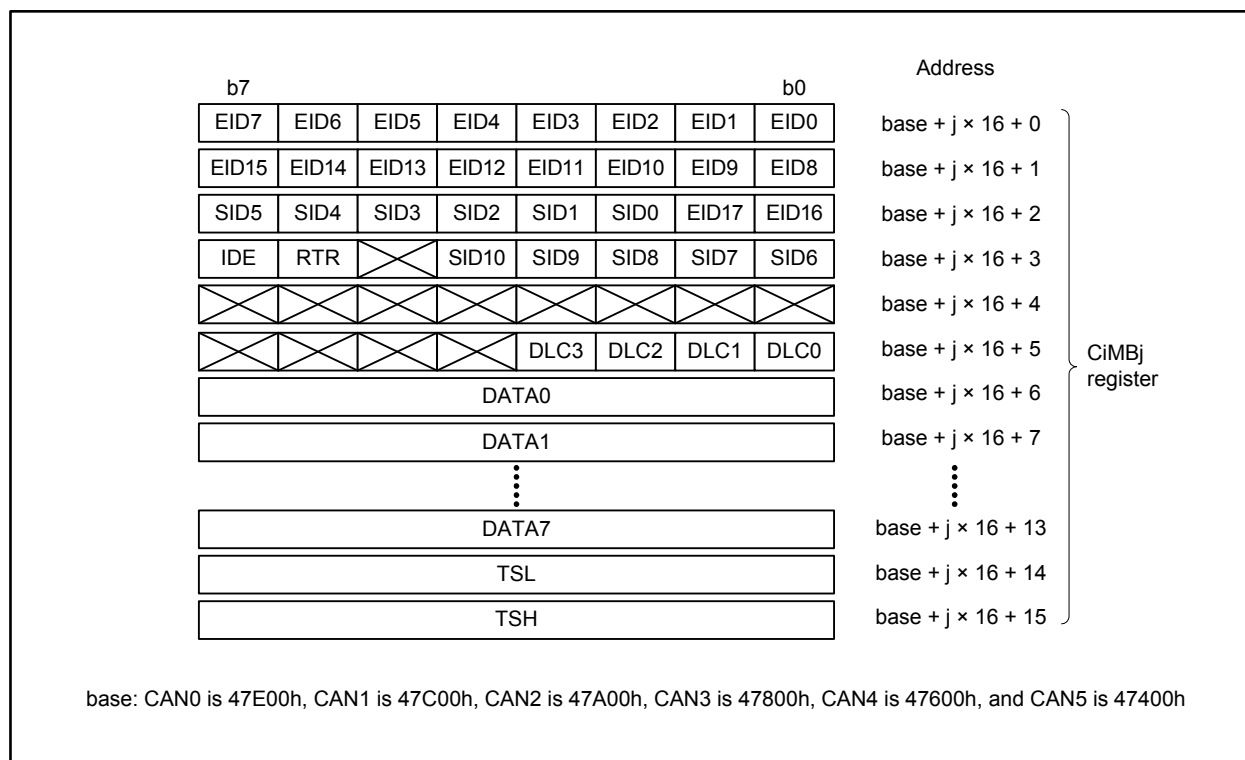 Address
b7 b0
EID7 EID6 EID5 EID4 EID3 EID2 EID1 EID0 base + j × 16 + 0
EID15 EID14 EID13 EID12 EID11 EID10 EID9 EID8 base + j × 16 + 1
SID5 SID4 SID3 SID2 SID1 SID0 EID17 EID16 base + j × 16 + 2
IDE RTR SID10 SID9 SID8 SID7 SID6 base + j × 16 + 3
base + j × 16 + 4
DLC3 DLC2 DLC1 DLC0 base + j × 16 + 5
CiMBj
register
DATA0 base + j × 16 + 6
DATA1 base + j × 16 + 7
DATA7 base + j × 16 + 13
TSL base + j × 16 + 14
TSH base + j × 16 + 15
base: CAN0 is 47E00h, CAN1 is 47C00h, CAN2 is 47A00h, CAN3 is 47800h, CAN4 is 47600h, and CAN5 is 47400h